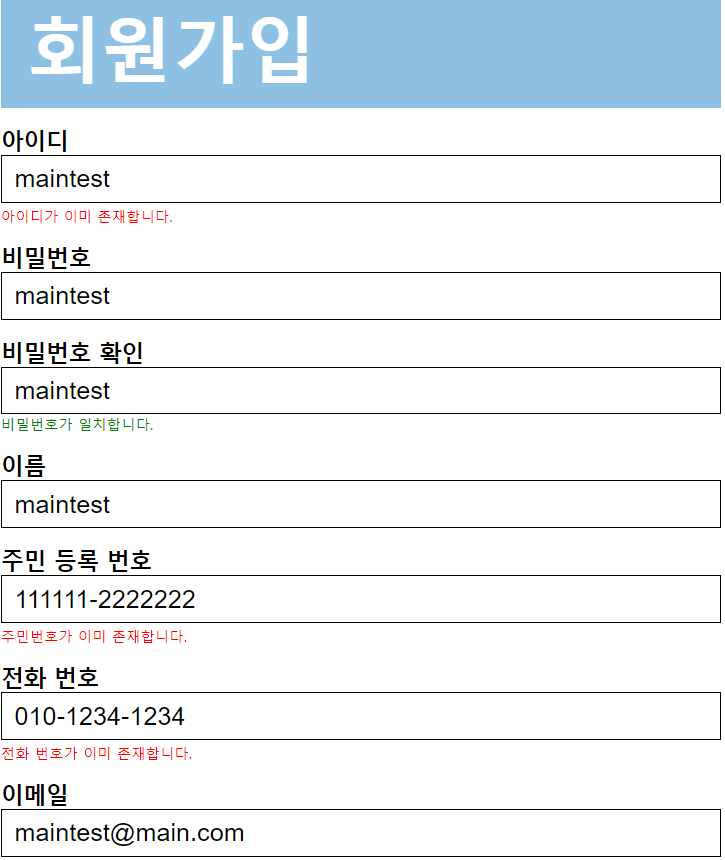 회원가입
아이디
maintest
아이디가 이미 존재합니다.
비밀번호
maintest
비밀번호 확인
maintest
비밀번호가 일치합니다.
이름
maintest
주민 등록 번호
111111-2222222
주민번호가 이미 존재합니다.
전화 번호
010-1234-1234
전화 번호가 이미 존재합니다.
이메일
maintest@main.com